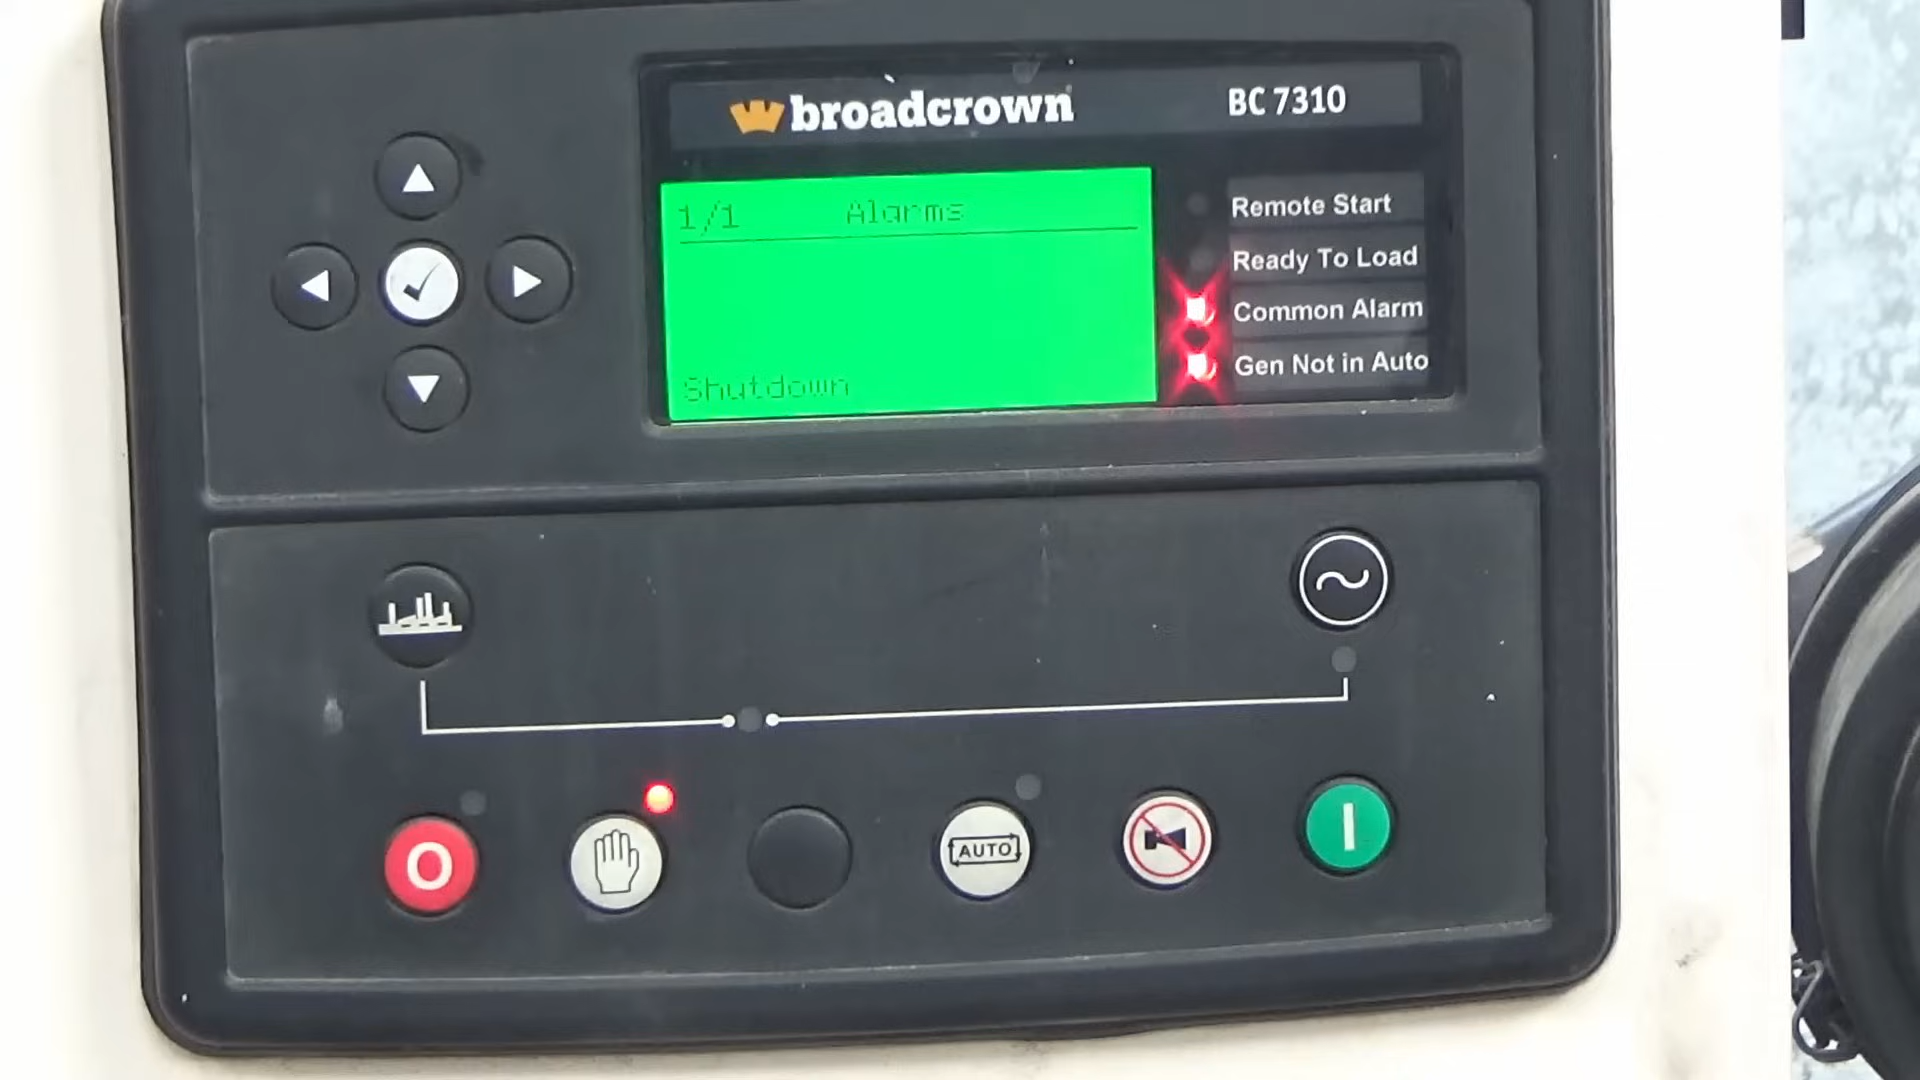 broadcrown
BC 7310
1/1 Alarms
Shutdown
Remote Start
Ready To Load
Common Alarm
Gen Not in Auto
O
AUTO
I